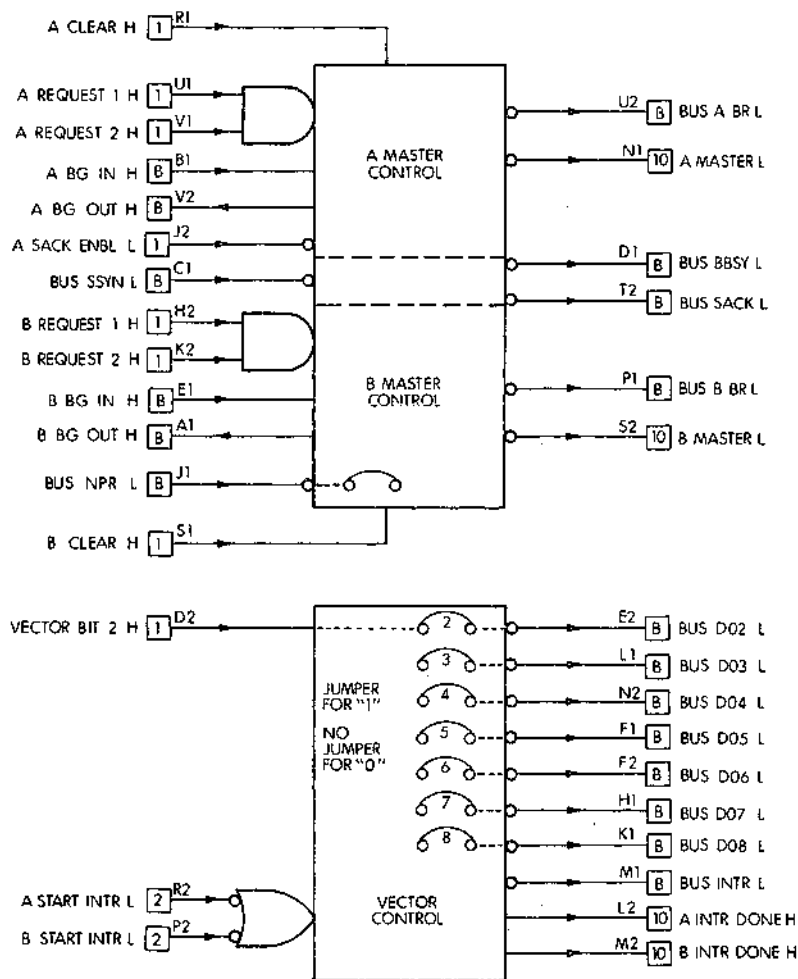 A CLEAR H 1 R1
A REQUEST 1 H 1 U1
A REQUEST 2 H 1 V1
A BG IN H B B1
A BG OUT H B V2
A SACK ENBL L 1 J2
BUS SSYN L B C1
B REQUEST 1 H 1 H2
B REQUEST 2 H 1 K2
B BG IN H B E1
B BG OUT H B A1
BUS NPR L B J1
B CLEAR H 1 S1
A MASTER
CONTROL
B MASTER
CONTROL
U2 B BUS A BR L
N1 10 A MASTER L
D1 B BUS BBSY L
T2 B BUS SACK L
P1 B BUS B BR L
S2 10 B MASTER L
VECTOR BIT 2 H 1 D2
A START INTR L 2 R2
B START INTR L 2 P2
JUMPER
FOR "1"
NO
JUMPER
FOR "0"
2
3
4
5
6
7
8
VECTOR
CONTROL
E2 B BUS D02 L
L1 B BUS D03 L
N2 B BUS D04 L
F1 B BUS D05 L
F2 B BUS D06 L
H1 B BUS D07 L
K1 B BUS D08 L
M1 B BUS INTR L
L2 10 A INTR DONE H
M2 10 B INTR DONE H